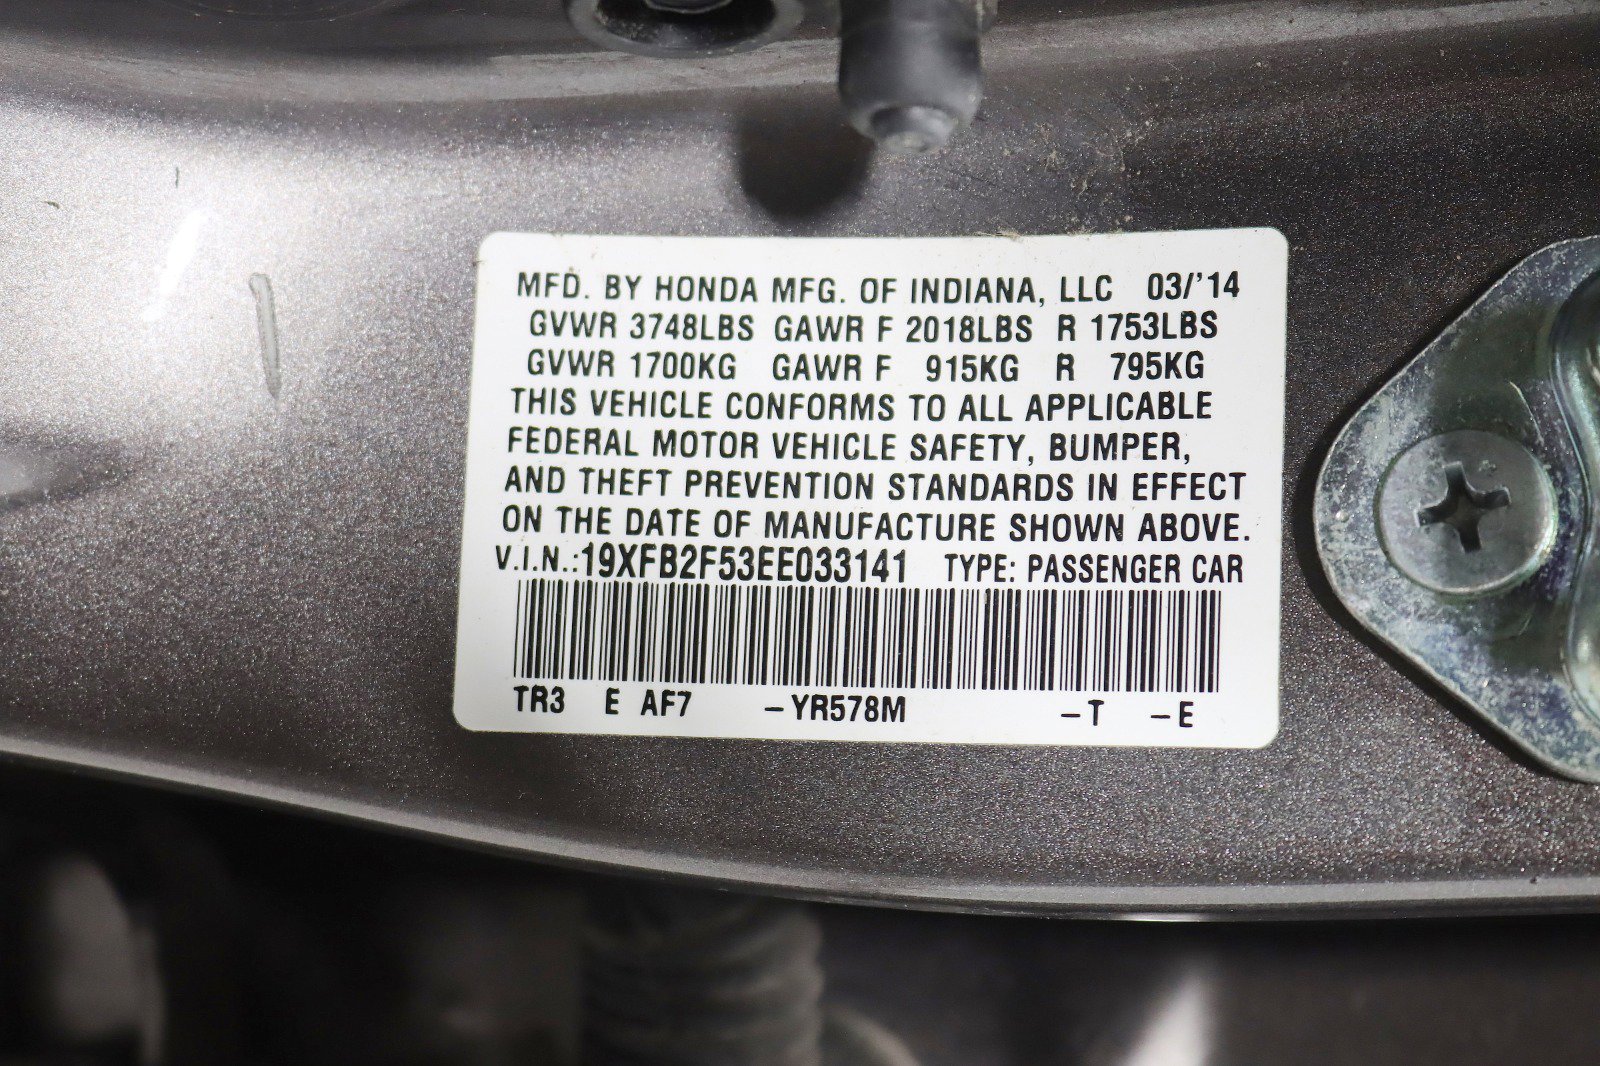 MFD. BY HONDA MFG. OF INDIANA, LLC 03/'14
GVWR 3748LBS GAWR F 2018LBS R 1753LBS
GVWR 1700KG GAWR F 915KG R 795KG
THIS VEHICLE CONFORMS TO ALL APPLICABLE
FEDERAL MOTOR VEHICLE SAFETY, BUMPER,
AND THEFT PREVENTION STANDARDS IN EFFECT
ON THE DATE OF MANUFACTURE SHOWN ABOVE.
V.I.N.:19XFB2F53EE033141 TYPE: PASSENGER CAR
TR3 E AF7 –YR578M –T –E